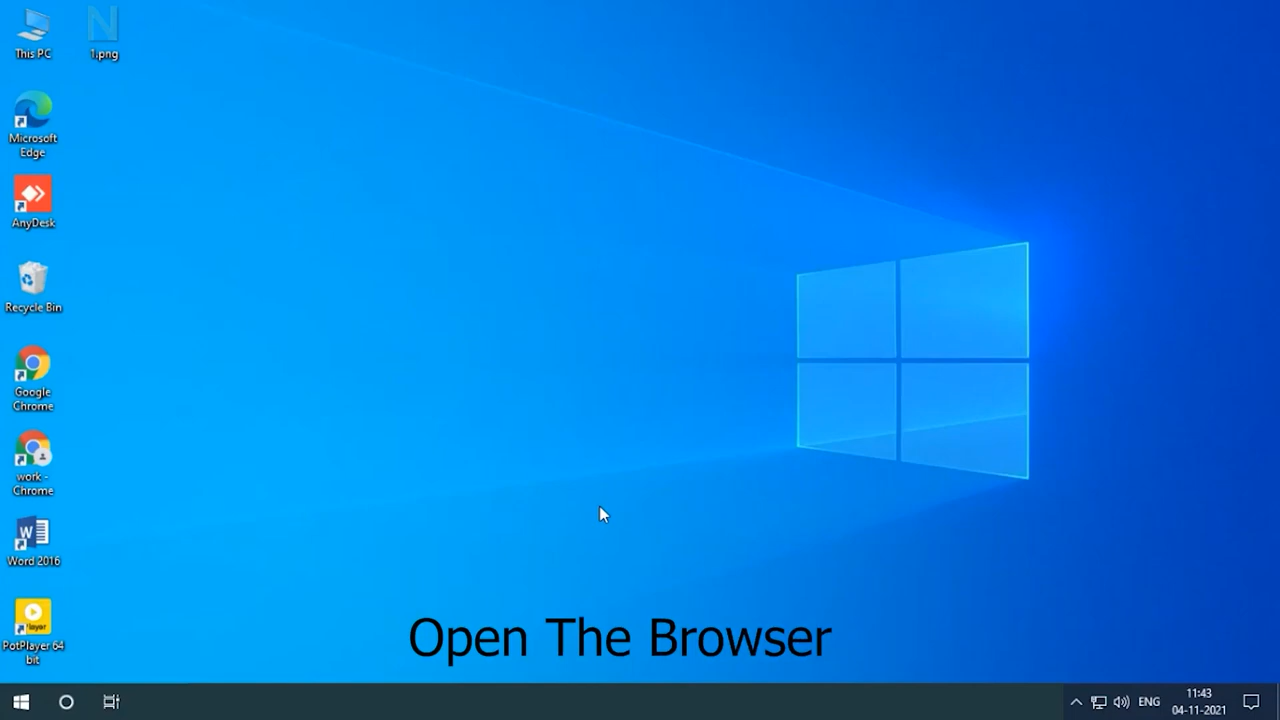 This PC
1.png
Microsoft
Edge
AnyDesk
Recycle Bin
Google
Chrome
work -
Chrome
Word 2016
PotPlayer 64
bit
Open The Browser
ENG
11:43
04-11-2021